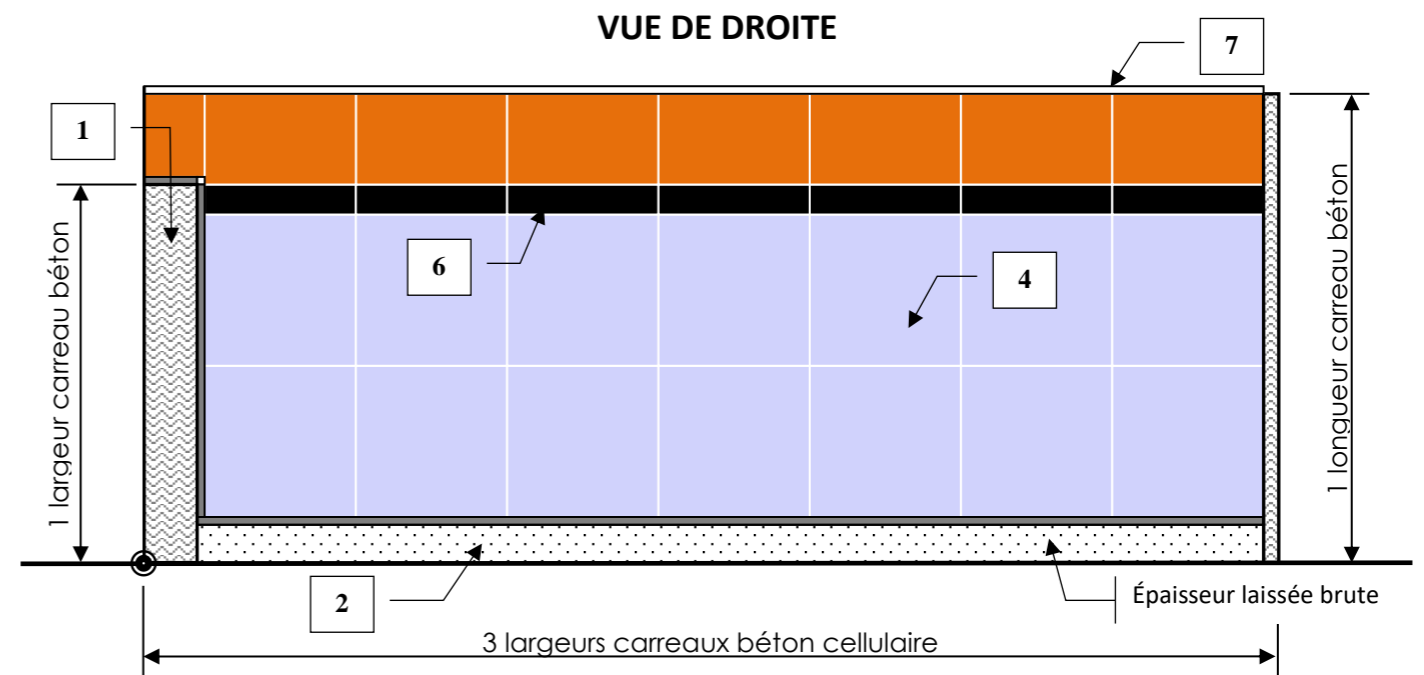 VUE DE DROITE
7
1
6
4
1 largeur carreau béton
1 longueur carreau béton
2
Épaisseur laissée brute
3 largeurs carreaux béton cellulaire